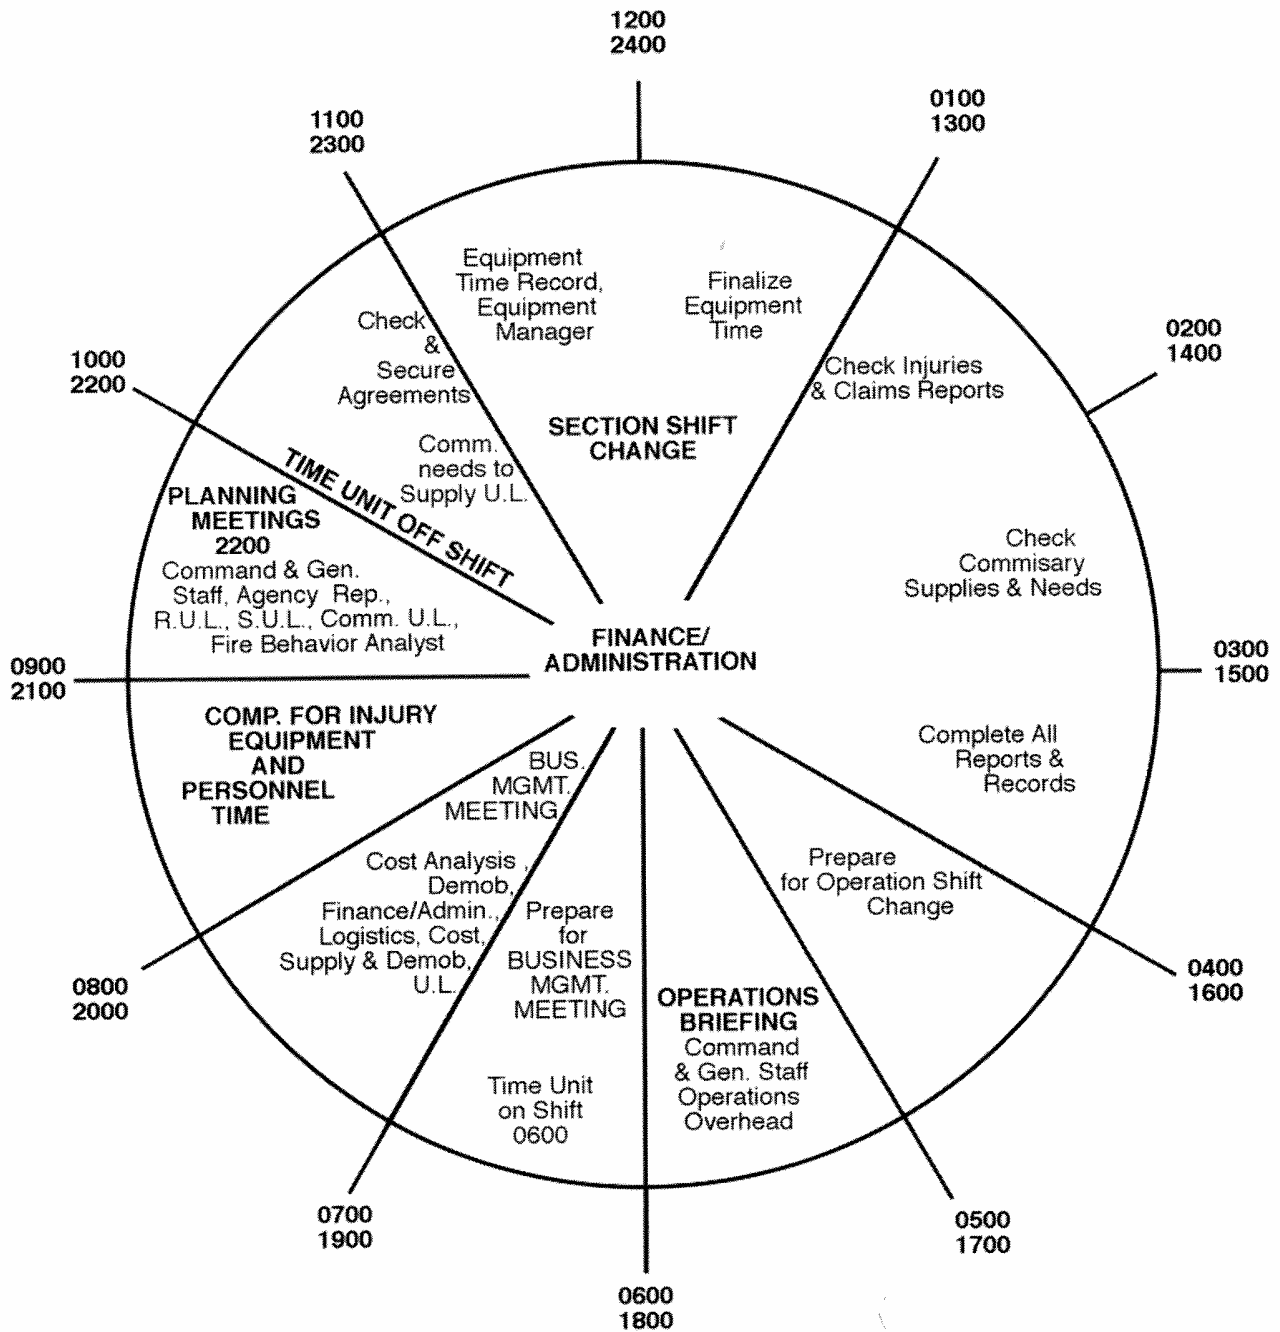 1200
2400
0100
1300
1100
2300
0200
1400
1000
2200
0300
1500
0900
2100
0400
1600
0800
2000
0500
1700
0700
1900
0600
1800
Equipment
Time Record,
Equipment
Manager
Finalize
Equipment
Time
SECTION SHIFT
CHANGE
Check Injuries
& Claims Reports
Check
Commisary
Supplies & Needs
Complete All
Reports &
Records
Prepare
for Operation Shift
Change
OPERATIONS
BRIEFING
Command
& Gen. Staff
Operations
Overhead
Prepare
for
BUSINESS
MGMT.
MEETING
Time Unit
on Shift
0600
BUS.
MGMT.
MEETING
Cost Analysis ,
Demob,
Finance/Admin.,
Logistics, Cost,
Supply & Demob,
U.L.
COMP. FOR INJURY
EQUIPMENT
AND
PERSONNEL
TIME
PLANNING
MEETINGS
2200
Command & Gen.
Staff, Agency Rep.,
R.U.L., S.U.L., Comm. U.L.,
Fire Behavior Analyst
TIME UNIT OFF SHIFT
Check
&
Secure
Agreements
Comm.
needs to
Supply U.L.
FINANCE/
ADMINISTRATION